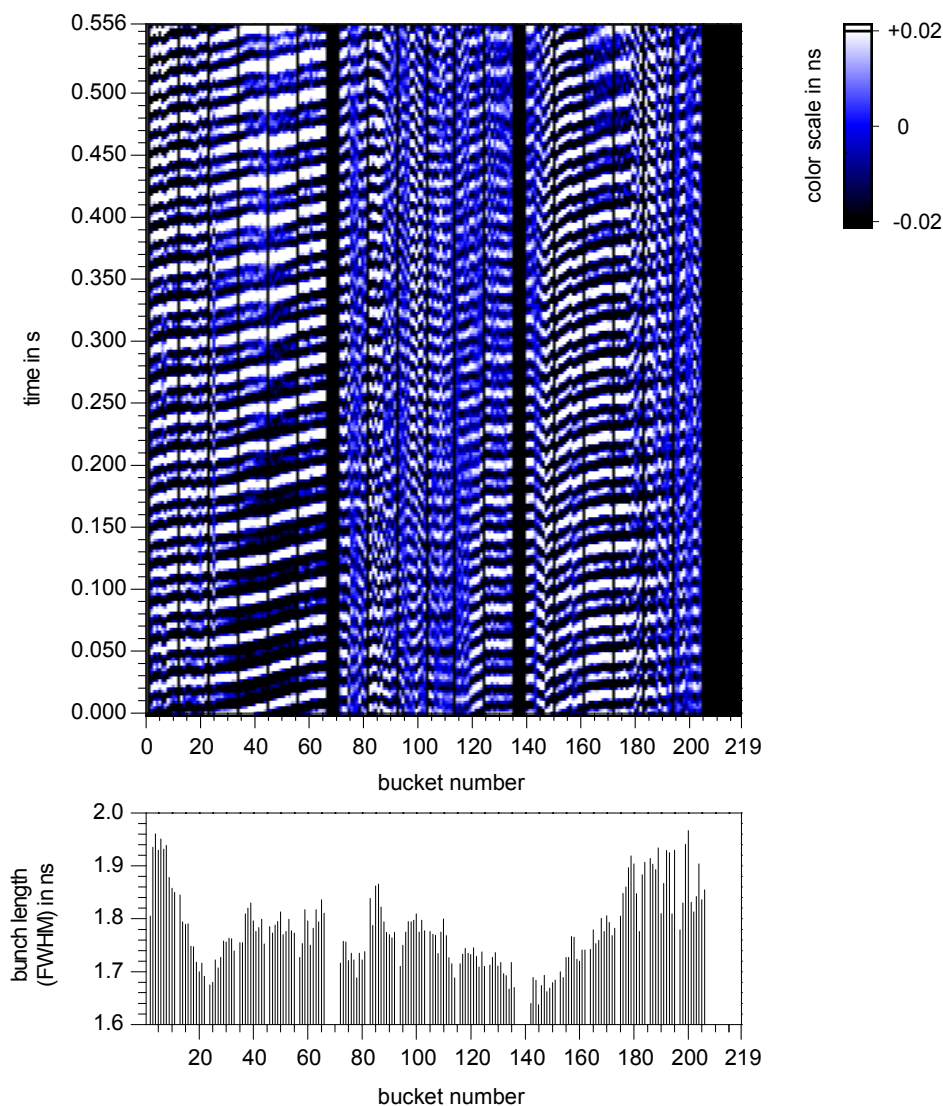 0.556
0.500
0.450
0.400
0.350
0.300
0.250
0.200
0.150
0.100
0.050
0.000
time in s
0 20 40 60 80 100 120 140 160 180 200 219
bucket number
+0.02
0
-0.02
color scale in ns
2.0
1.9
1.8
1.7
1.6
bunch length
(FWHM) in ns
20 40 60 80 100 120 140 160 180 200 219
bucket number